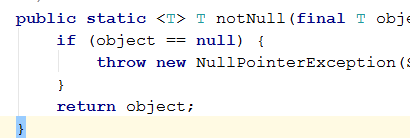 public static <T> T notNull(final T obje
if (object == null) {
throw new NullPointerException(S
}
return object;
}